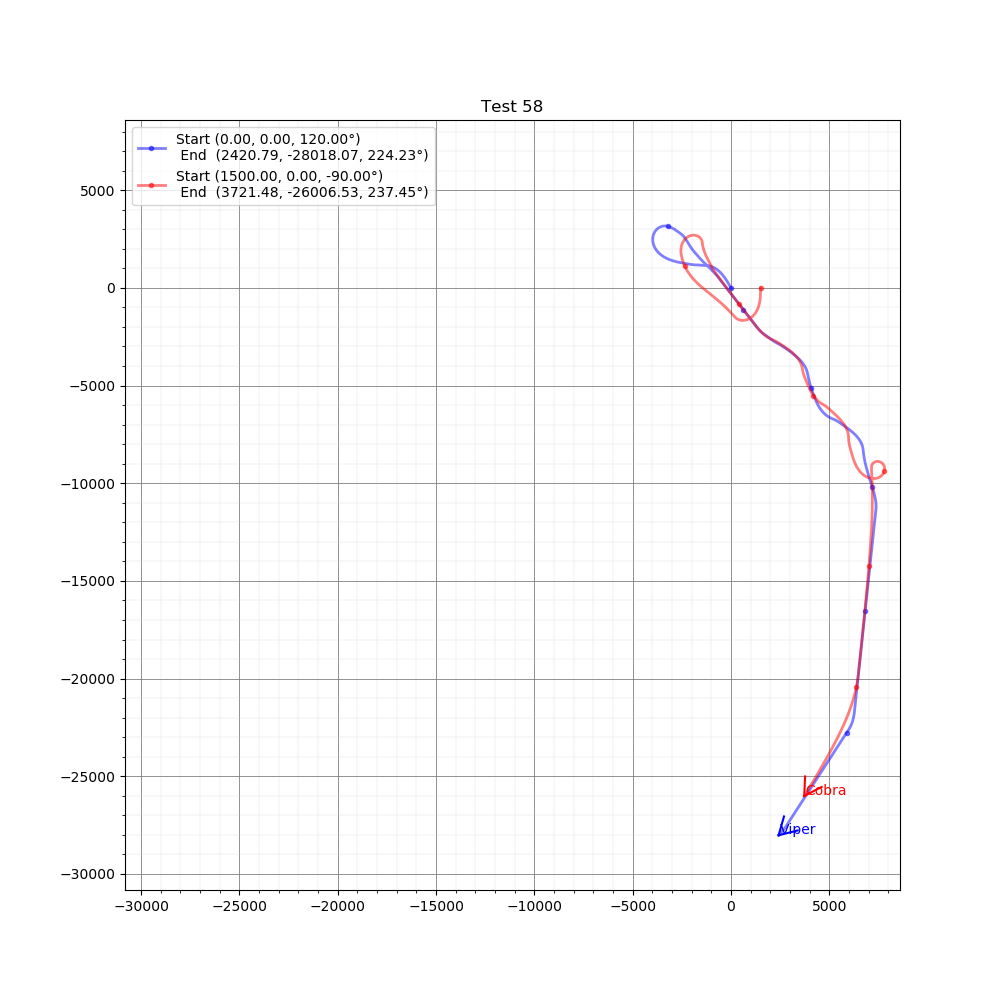 Test 58
Start (0.00, 0.00, 120.00°)
End (2420.79, -28018.07, 224.23°)
Start (1500.00, 0.00, -90.00°)
End (3721.48, -26006.53, 237.45°)
5000
0
−5000
−10000
−15000
−20000
−25000
−30000
Cobra
Viper
−30000 −25000 −20000 −15000 −10000 −5000 0 5000